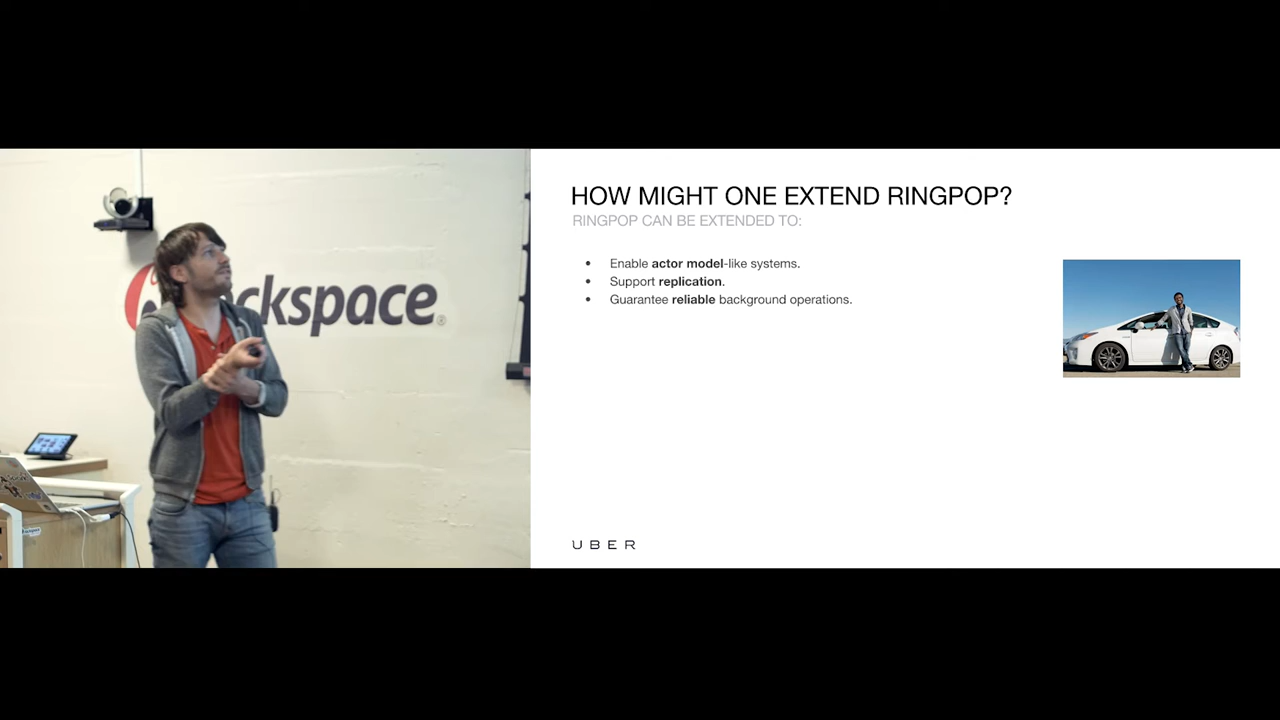 ckspace®
HOW MIGHT ONE EXTEND RINGPOP?
RINGPOP CAN BE EXTENDED TO:
• Enable actor model-like systems.
• Support replication.
• Guarantee reliable background operations.
UBER